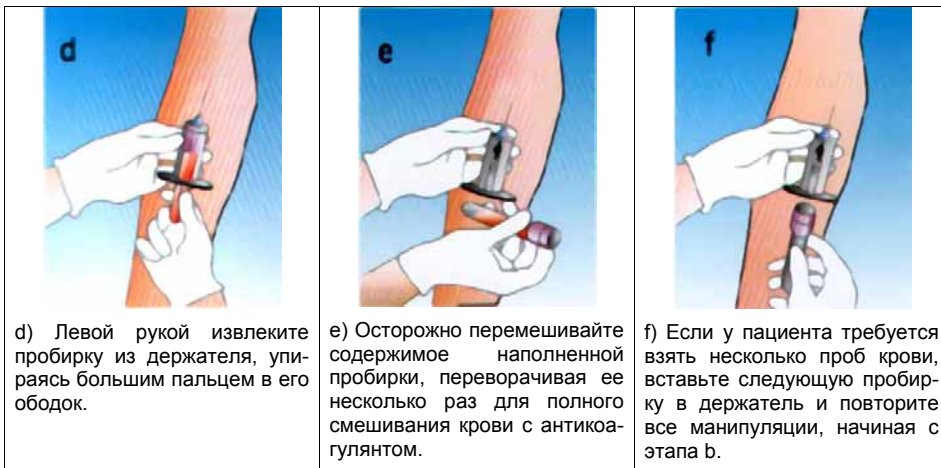 d
e
f
d) Левой рукой извлеките
пробирку из держателя, упи-
раясь большим пальцем в его
ободок.
e) Осторожно перемешивайте
содержимое наполненной
пробирки, переворачивая ее
несколько раз для полного
смешивания крови с антикоа-
гулянтом.
f) Если у пациента требуется
взять несколько проб крови,
вставьте следующую пробир-
ку в держатель и повторите
все манипуляции, начиная с
этапа b.